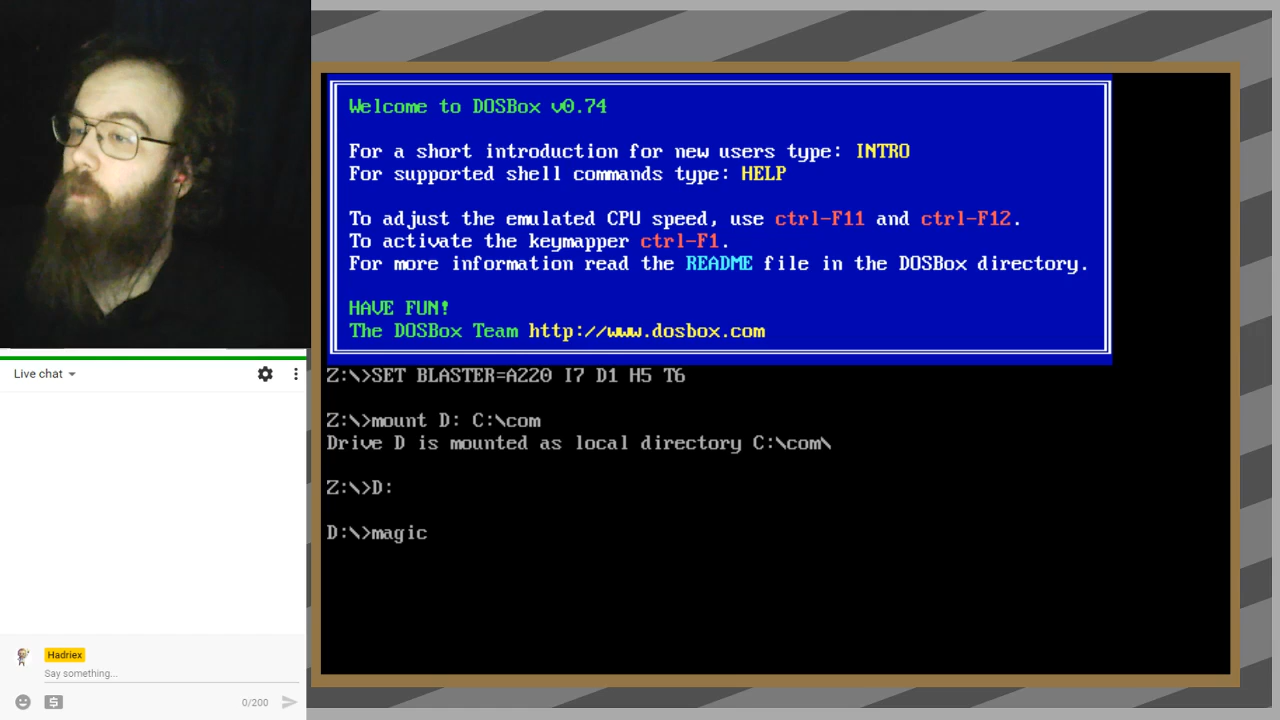 Welcome to DOSBox v0.74
For a short introduction for new users type: INTRO
For supported shell commands type: HELP
To adjust the emulated CPU speed, use ctrl-F11 and ctrl-F12.
To activate the keymapper ctrl-F1.
For more information read the README file in the DOSBox directory.
HAVE FUN!
The DOSBox Team http://www.dosbox.com
Z:\>SET BLASTER=A220 I7 D1 H5 T6
Z:\>mount D: C:\com
Drive D is mounted as local directory C:\com\
Z:\>D:
D:\>magic
Live chat
Hadriex
Say something...
0/200